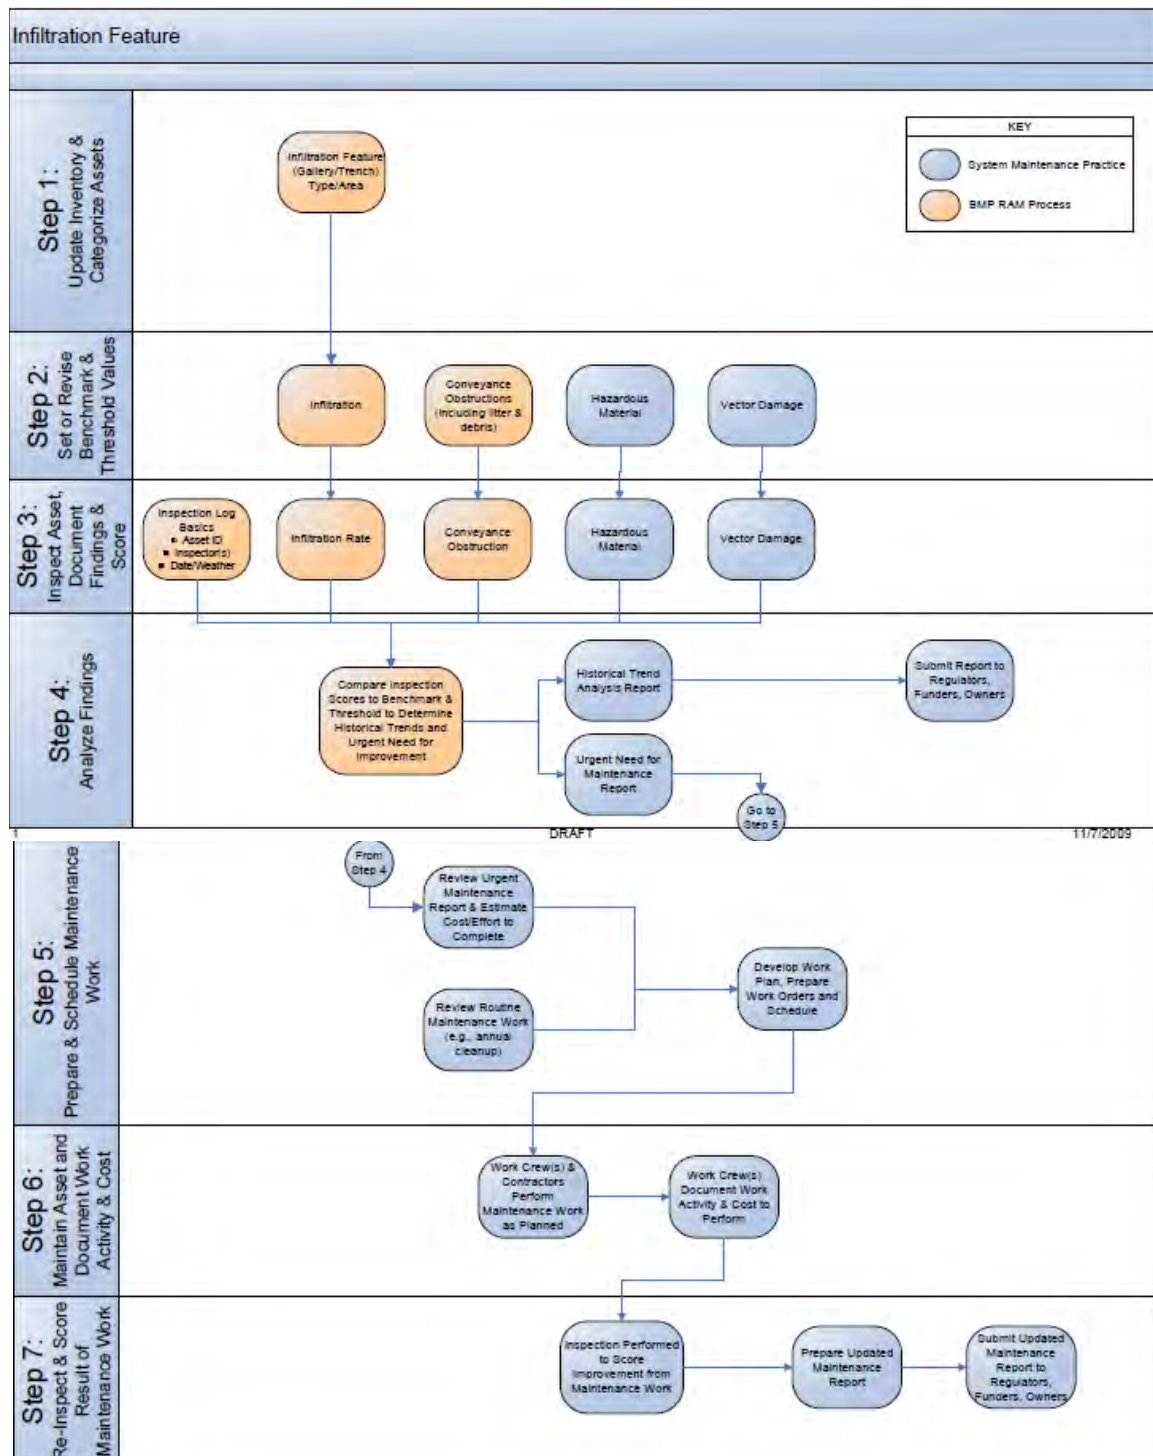 Infiltration Feature
Step 1:
Update Inventory &
Categorize Assets
Infiltration Feature
(Gallery/Trench)
Type/Area
KEY
System Maintenance Practice
BMP RAM Process
Step 2:
Set or Revise
Benchmark &
Threshold Values
Infiltration
Conveyance
Obstructions
(including litter &
debris)
Hazardous
Material
Vector Damage
Step 3:
Inspect Asset,
Document
Findings &
Score
Inspection Log
Basics
■ Asset ID
■ Inspector(s)
■ Date/Weather
Infiltration Rate
Conveyance
Obstruction
Hazardous
Material
Vector Damage
Step 4:
Analyze Findings
Compare Inspection
Scores to Benchmark &
Threshold to Determine
Historical Trends and
Urgent Need for
Improvement
Historical Trend
Analysis Report
Submit Report to
Regulators,
Funders, Owners
Urgent Need for
Maintenance
Report
Go to
Step 5
1
DRAFT
11/7/2009
Step 5:
Prepare & Schedule Maintenance
Work
From
Step 4
Review Urgent
Maintenance
Report & Estimate
Cost/Effort to
Complete
Review Routine
Maintenance Work
(e.g., annual
cleanup)
Develop Work
Plan, Prepare
Work Orders and
Schedule
Step 6:
Maintain Asset and
Document Work
Activity & Cost
Work Crew(s) &
Contractors
Perform
Maintenance Work
as Planned
Work Crew(s)
Document Work
Activity & Cost to
Perform
Step 7:
Re-Inspect & Score
Result of
Maintenance Work
Inspection Performed
to Score
Improvement from
Maintenance Work
Prepare Updated
Maintenance
Report
Submit Updated
Maintenance
Report to
Regulators,
Funders, Owners